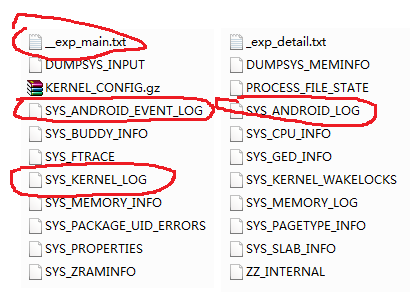 __exp_main.txt
_exp_detail.txt
DUMPSYS_INPUT
DUMPSYS_MEMINFO
KERNEL_CONFIG.gz
PROCESS_FILE_STATE
SYS_ANDROID_EVENT_LOG
SYS_ANDROID_LOG
SYS_BUDDY_INFO
SYS_CPU_INFO
SYS_FTRACE
SYS_GED_INFO
SYS_KERNEL_LOG
SYS_KERNEL_WAKELOCKS
SYS_MEMORY_INFO
SYS_MEMORY_LOG
SYS_PACKAGE_UID_ERRORS
SYS_PAGETYPE_INFO
SYS_PROPERTIES
SYS_SLAB_INFO
SYS_ZRAMINFO
ZZ_INTERNAL